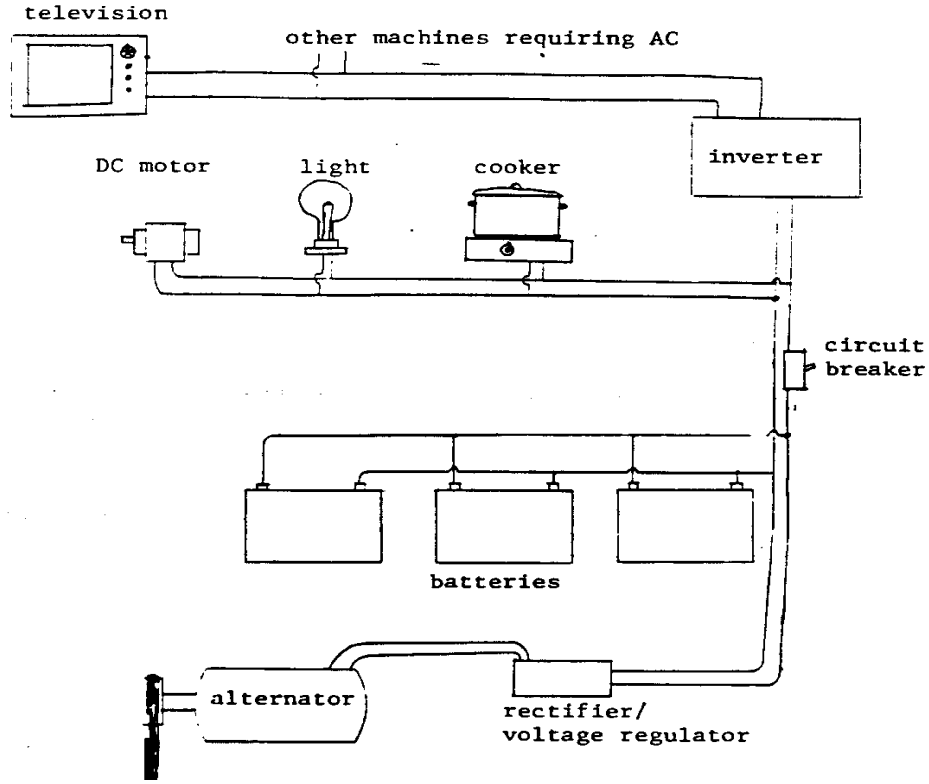 television
other machines requiring AC
inverter
DC motor
light
cooker
circuit
breaker
batteries
alternator
rectifier/
voltage regulator